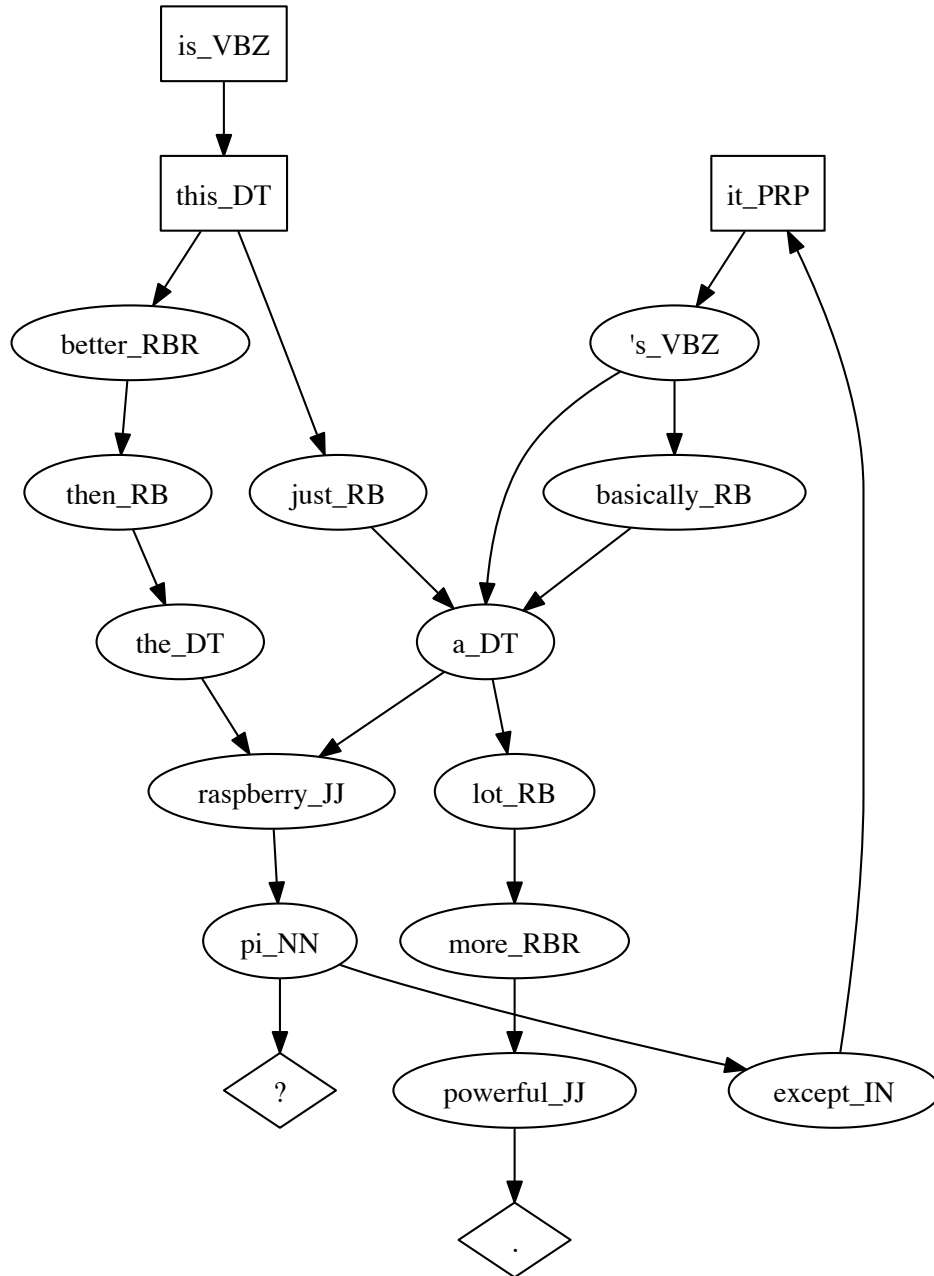 is_VBZ
this_DT
it_PRP
better_RBR
's_VBZ
then_RB
just_RB
basically_RB
the_DT
a_DT
raspberry_JJ
lot_RB
pi_NN
more_RBR
?
powerful_JJ
except_IN
.